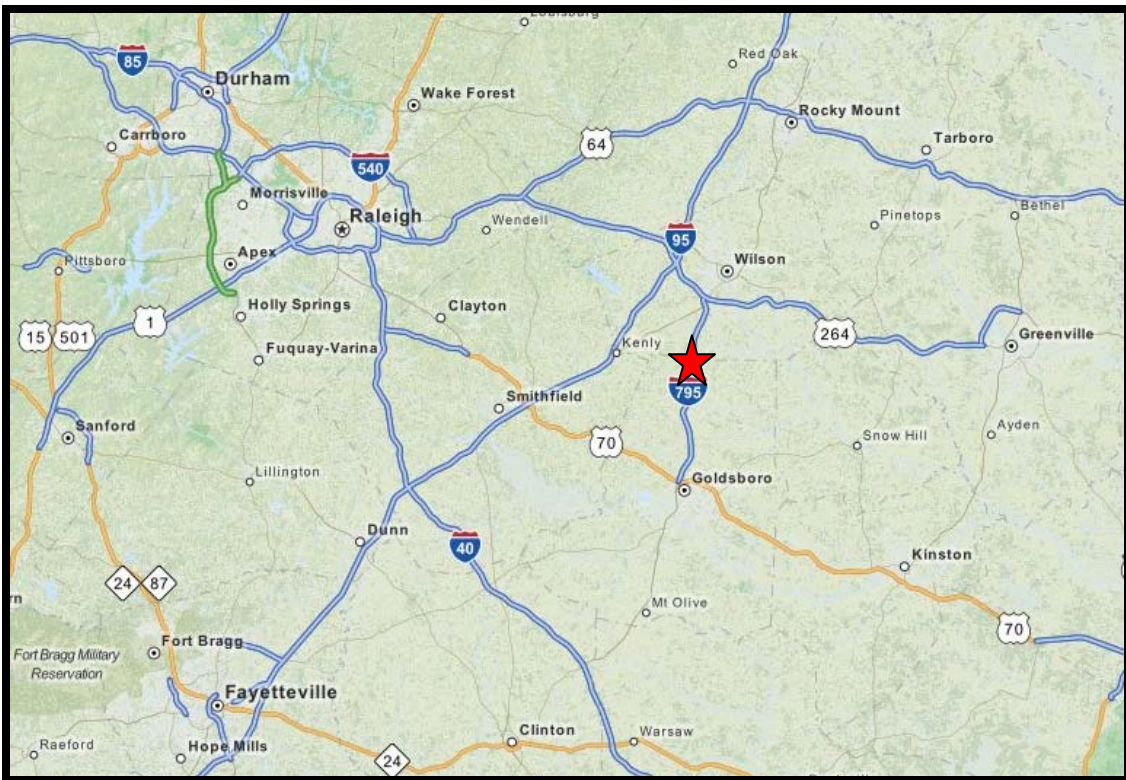 Louisburg
Red Oak
85
Durham
Wake Forest
Rocky Mount
Carrboro
64
Tarboro
540
Morrisville
Bethel
Raleigh
Wendell
Pinetops
95
Apex
Wilson
Pittsboro
Holly Springs
Clayton
1
15
501
264
Greenville
Fuquay-Varina
Kenly
795
Smithfield
Sanford
70
Snow Hill
Ayden
Lillington
Goldsboro
Dunn
40
Kinston
24
87
rn
Mt Olive
70
Fort Bragg
Fort Bragg Military
Reservation
Fayetteville
Clinton
Warsaw
Raeford
Hope Mills
24